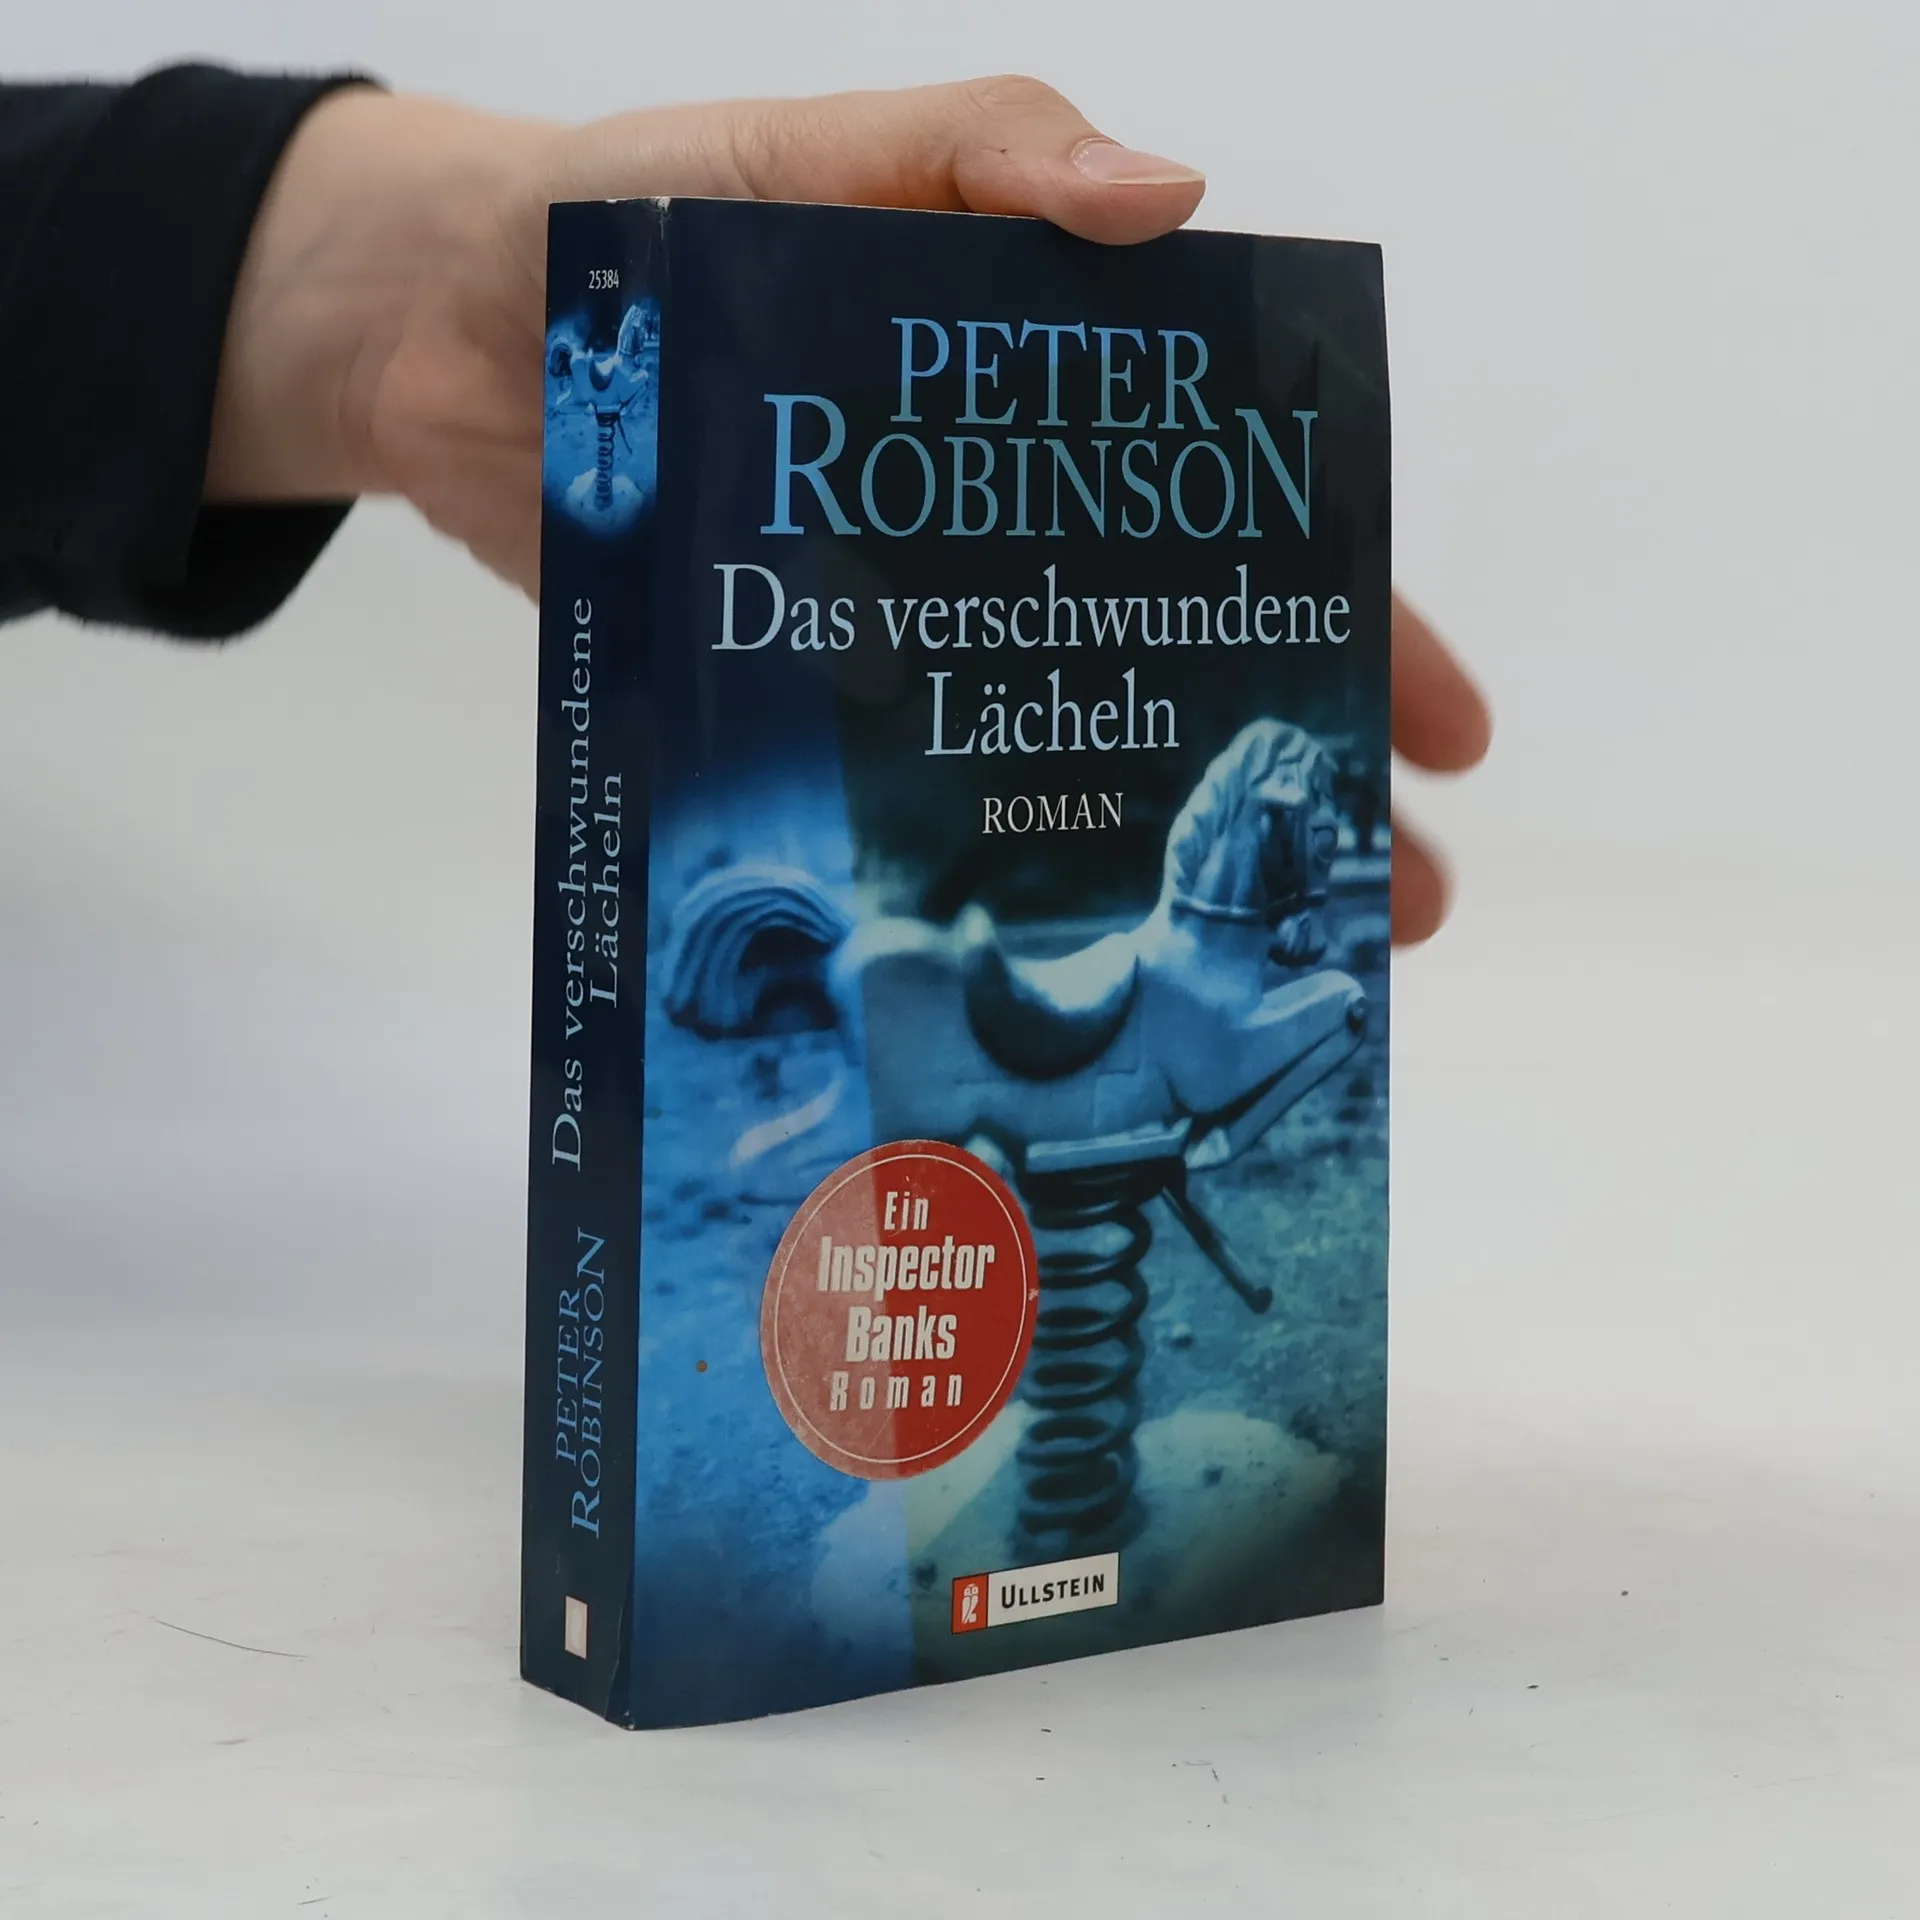 25384
Das verschwundene
Lächeln
PETER
ROBINSON
PETER
ROBINSON
Das verschwundene
Lächeln
ROMAN
Ein
Inspector
Banks
Roman
ULLSTEIN